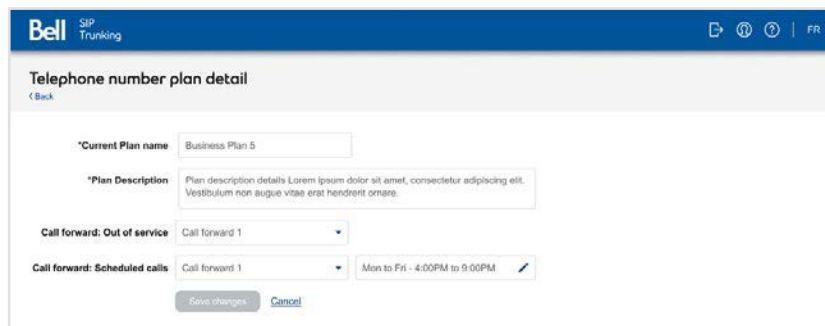 Bell SIP Trunking FR
Telephone number plan detail
< Back
*Current Plan name Business Plan 5
*Plan Description Plan description details Lorem ipsum dolor sit amet, consectetur adipiscing elit.
Vestibulum non augue vitae erat hendrerit ornare.
Call forward: Out of service Call forward 1
Call forward: Scheduled calls Call forward 1 Mon to Fri - 4:00PM to 9:00PM
Save changes Cancel